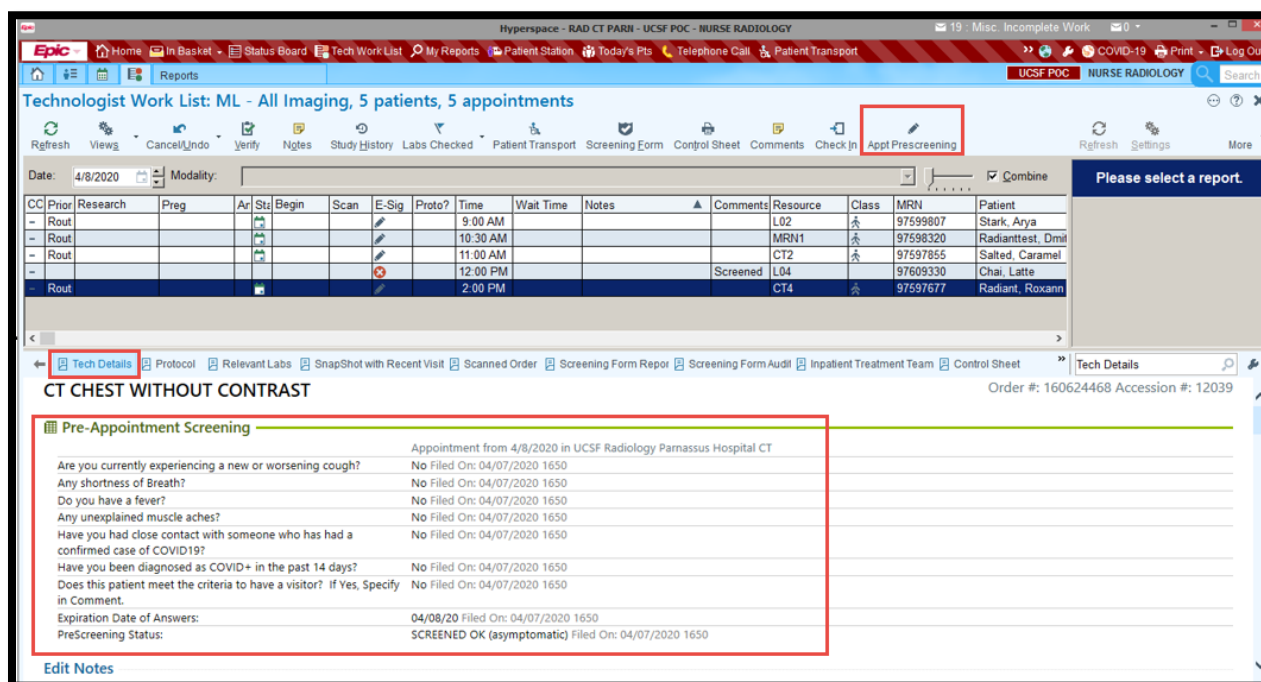 Epic
Hyperspace - RAD CT PARN - UCSF POC - NURSE RADIOLOGY
19 : Misc. Incomplete Work
0
Epic Home In Basket Status Board Tech Work List My Reports Patient Station Today's Pts Telephone Call Patient Transport » COVID-19 Print Log Ou
Reports UCSF POC NURSE RADIOLOGY Search
Technologist Work List: ML - All Imaging, 5 patients, 5 appointments
Refresh Views Cancel/Undo Verify Notes Study History Labs Checked Patient Transport Screening Form Control Sheet Comments Check In Appt Prescreening Refresh Settings More
Date: 4/8/2020 Modality: Combine Please select a report.
CC Prior Research Preg Ar Sta Begin Scan E-Sig Proto? Time Wait Time Notes Comments Resource Class MRN Patient
– Rout 9:00 AM L02 97599807 Stark, Arya
– Rout 10:30 AM MRN1 97598320 Radianttest, Dmit
– Rout 11:00 AM CT2 97597855 Salted, Caramel
– 12:00 PM Screened L04 97609330 Chai, Latte
– Rout 2:00 PM CT4 97597677 Radiant, Roxann
Tech Details Protocol Relevant Labs SnapShot with Recent Visit Scanned Order Screening Form Repor Screening Form Audit Inpatient Treatment Team Control Sheet » Tech Details
CT CHEST WITHOUT CONTRAST Order #: 160624468 Accession #: 12039
Pre-Appointment Screening
Appointment from 4/8/2020 in UCSF Radiology Parnassus Hospital CT
Are you currently experiencing a new or worsening cough? No Filed On: 04/07/2020 1650
Any shortness of Breath? No Filed On: 04/07/2020 1650
Do you have a fever? No Filed On: 04/07/2020 1650
Any unexplained muscle aches? No Filed On: 04/07/2020 1650
Have you had close contact with someone who has had a No Filed On: 04/07/2020 1650
confirmed case of COVID19?
Have you been diagnosed as COVID+ in the past 14 days? No Filed On: 04/07/2020 1650
Does this patient meet the criteria to have a visitor? If Yes, Specify No Filed On: 04/07/2020 1650
in Comment.
Expiration Date of Answers: 04/08/20 Filed On: 04/07/2020 1650
PreScreening Status: SCREENED OK (asymptomatic) Filed On: 04/07/2020 1650
Edit Notes